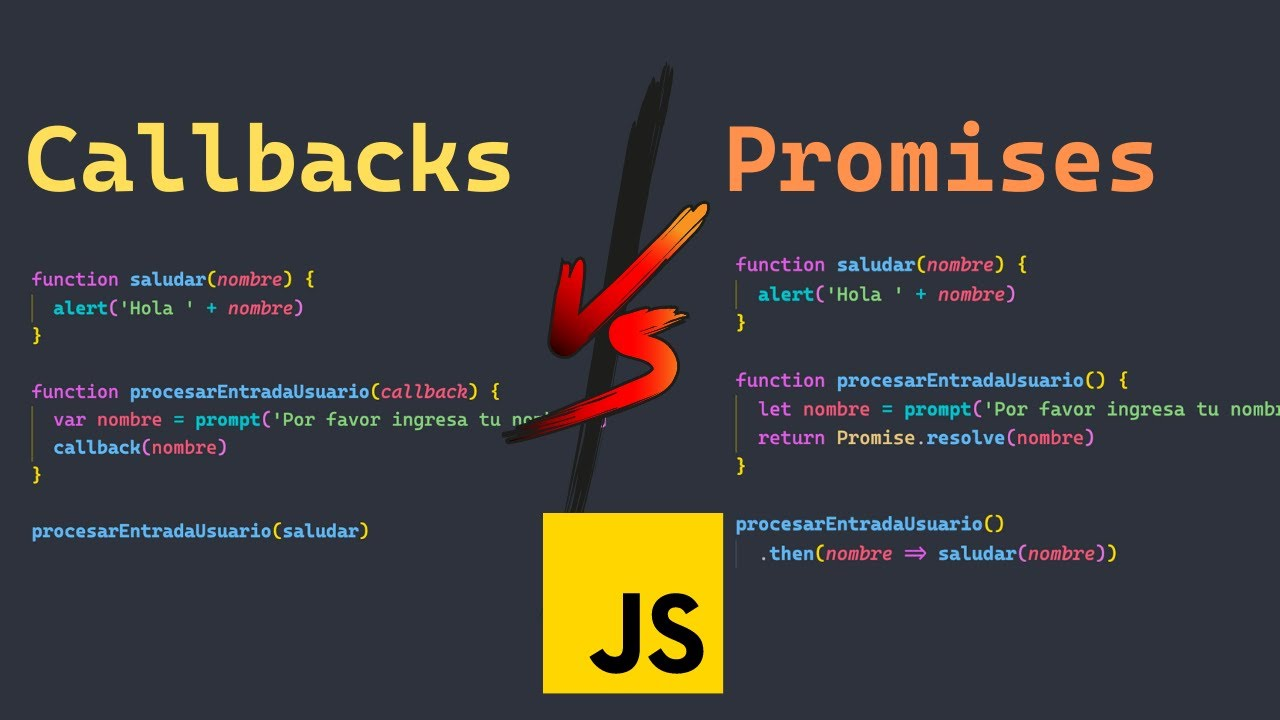 Callbacks
function saludar(nombre) {
alert('Hola ' + nombre)
}
function procesarEntradaUsuario(callback) {
var nombre = prompt('Por favor ingresa tu
callback(nombre)
}
procesarEntradaUsuario(saludar)
VS
JS
Promises
function saludar(nombre) {
alert('Hola ' + nombre)
}
function procesarEntradaUsuario() {
let nombre = prompt('Por favor ingresa tu
return Promise.resolve(nombre)
}
procesarEntradaUsuario()
.then(nombre => saludar(nombre))